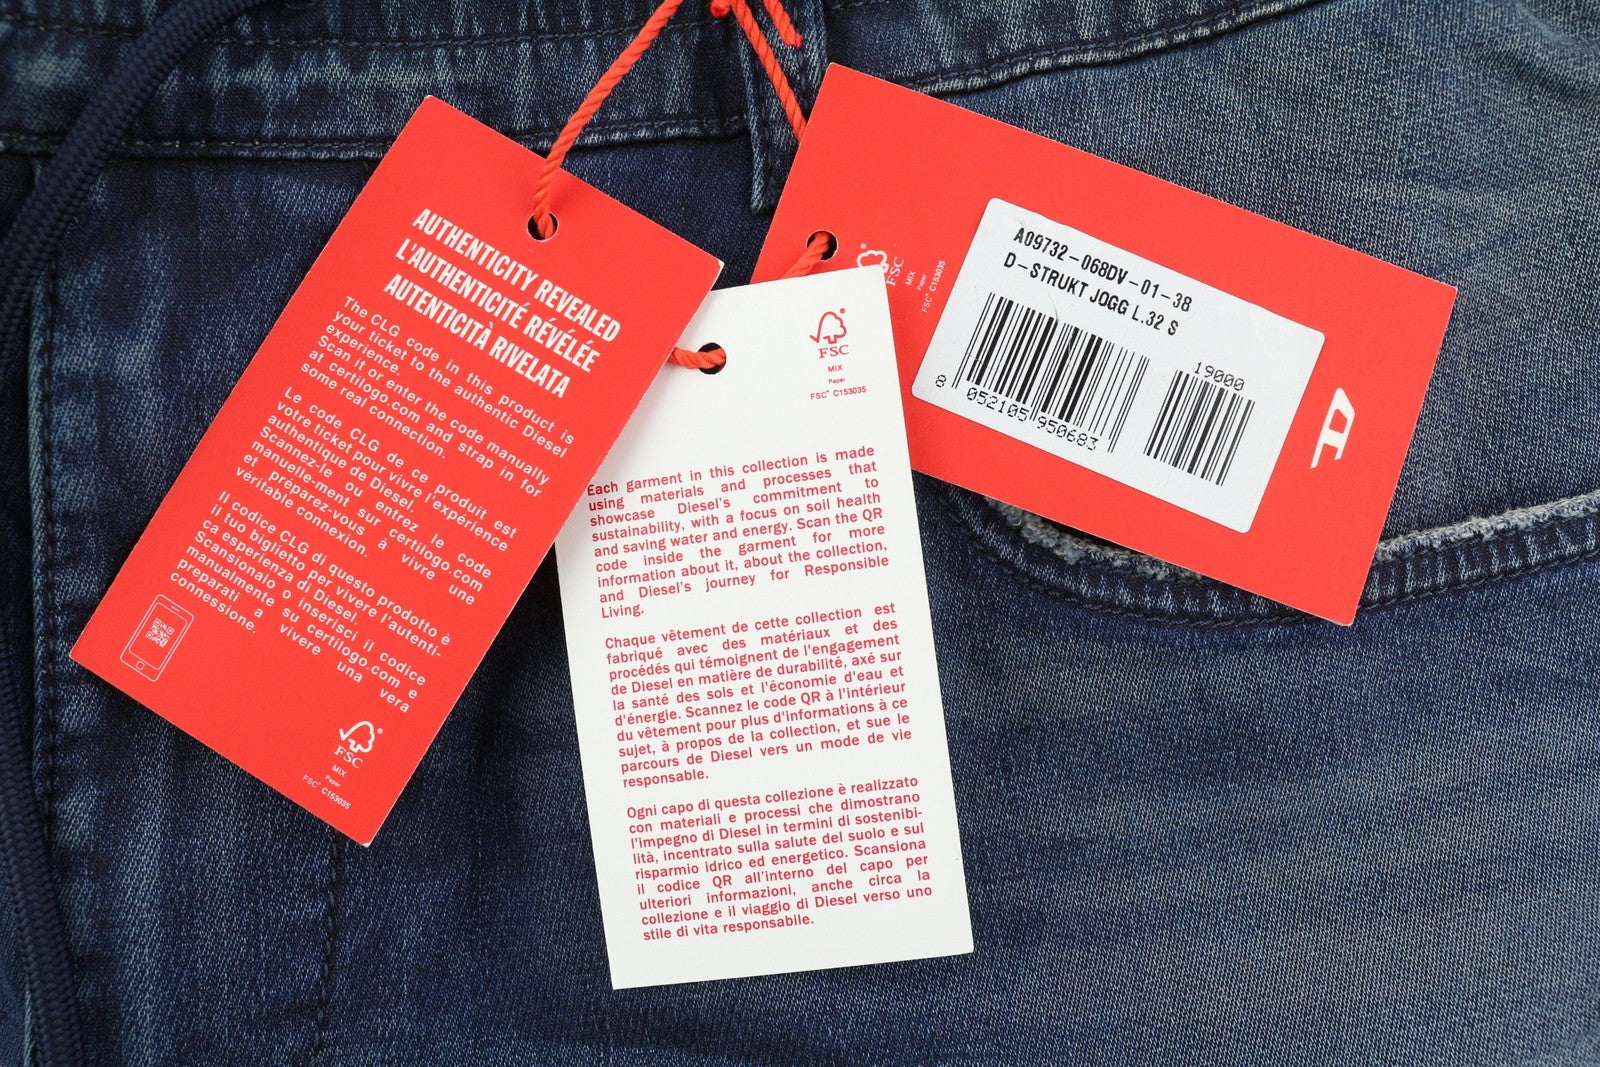 AUTHENTICITY REVEALED
L'AUTHENTICITÉ RÉVÉLÉE
AUTENTICITÀ RIVELATA
The CLG code in this product is
your ticket to the authentic Diesel
experience.
Scan it or enter the code manually
at certilogo.com and strap in for
some real connection.
Le code CLG de ce produit est
votre ticket pour vivre l'expérience
authentique de Diesel.
Scannez-le ou entrez le code
manuelle-ment sur certilogo.com
et préparez-vous à vivre une
véritable connexion.
Il codice CLG di questo prodotto è
il tuo biglietto per vivere l'autenti-
ca esperienza di Diesel.
Scansionalo o inserisci il codice
manualmente su certilogo.com e
preparati a vivere una vera
connessione.
FSC®
MIX
Paper
FSC® C153035
FSC
MIX
Paper
FSC® C153035
Each garment in this collection is made
using materials and processes that
showcase Diesel's commitment to
sustainability, with a focus on soil health
and saving water and energy. Scan the QR
code inside the garment for more
information about it, about the collection,
and Diesel's journey for Responsible
Living.
Chaque vêtement de cette collection est
fabriqué avec des matériaux et des
procédés qui témoignent de l'engagement
de Diesel en matière de durabilité, axé sur
la santé des sols et l'économie d'eau et
d'énergie. Scannez le code QR à l'intérieur
du vêtement pour plus d'informations à ce
sujet, à propos de la collection, et sue le
parcours de Diesel vers un mode de vie
responsable.
Ogni capo di questa collezione è realizzato
con materiali e processi che dimostrano
l'impegno di Diesel in termini di sostenibi-
lità, incentrato sulla salute del suolo e sul
risparmio idrico ed energetico. Scansiona
il codice QR all'interno del capo per
ulteriori informazioni, anche circa la
collezione e il viaggio di Diesel verso uno
stile di vita responsabile.
FSC
MIX
Paper
FSC® C153035
A09732-068DV-01-38
D-STRUKT JOGG L.32 S
19000
8 052105 950683
D